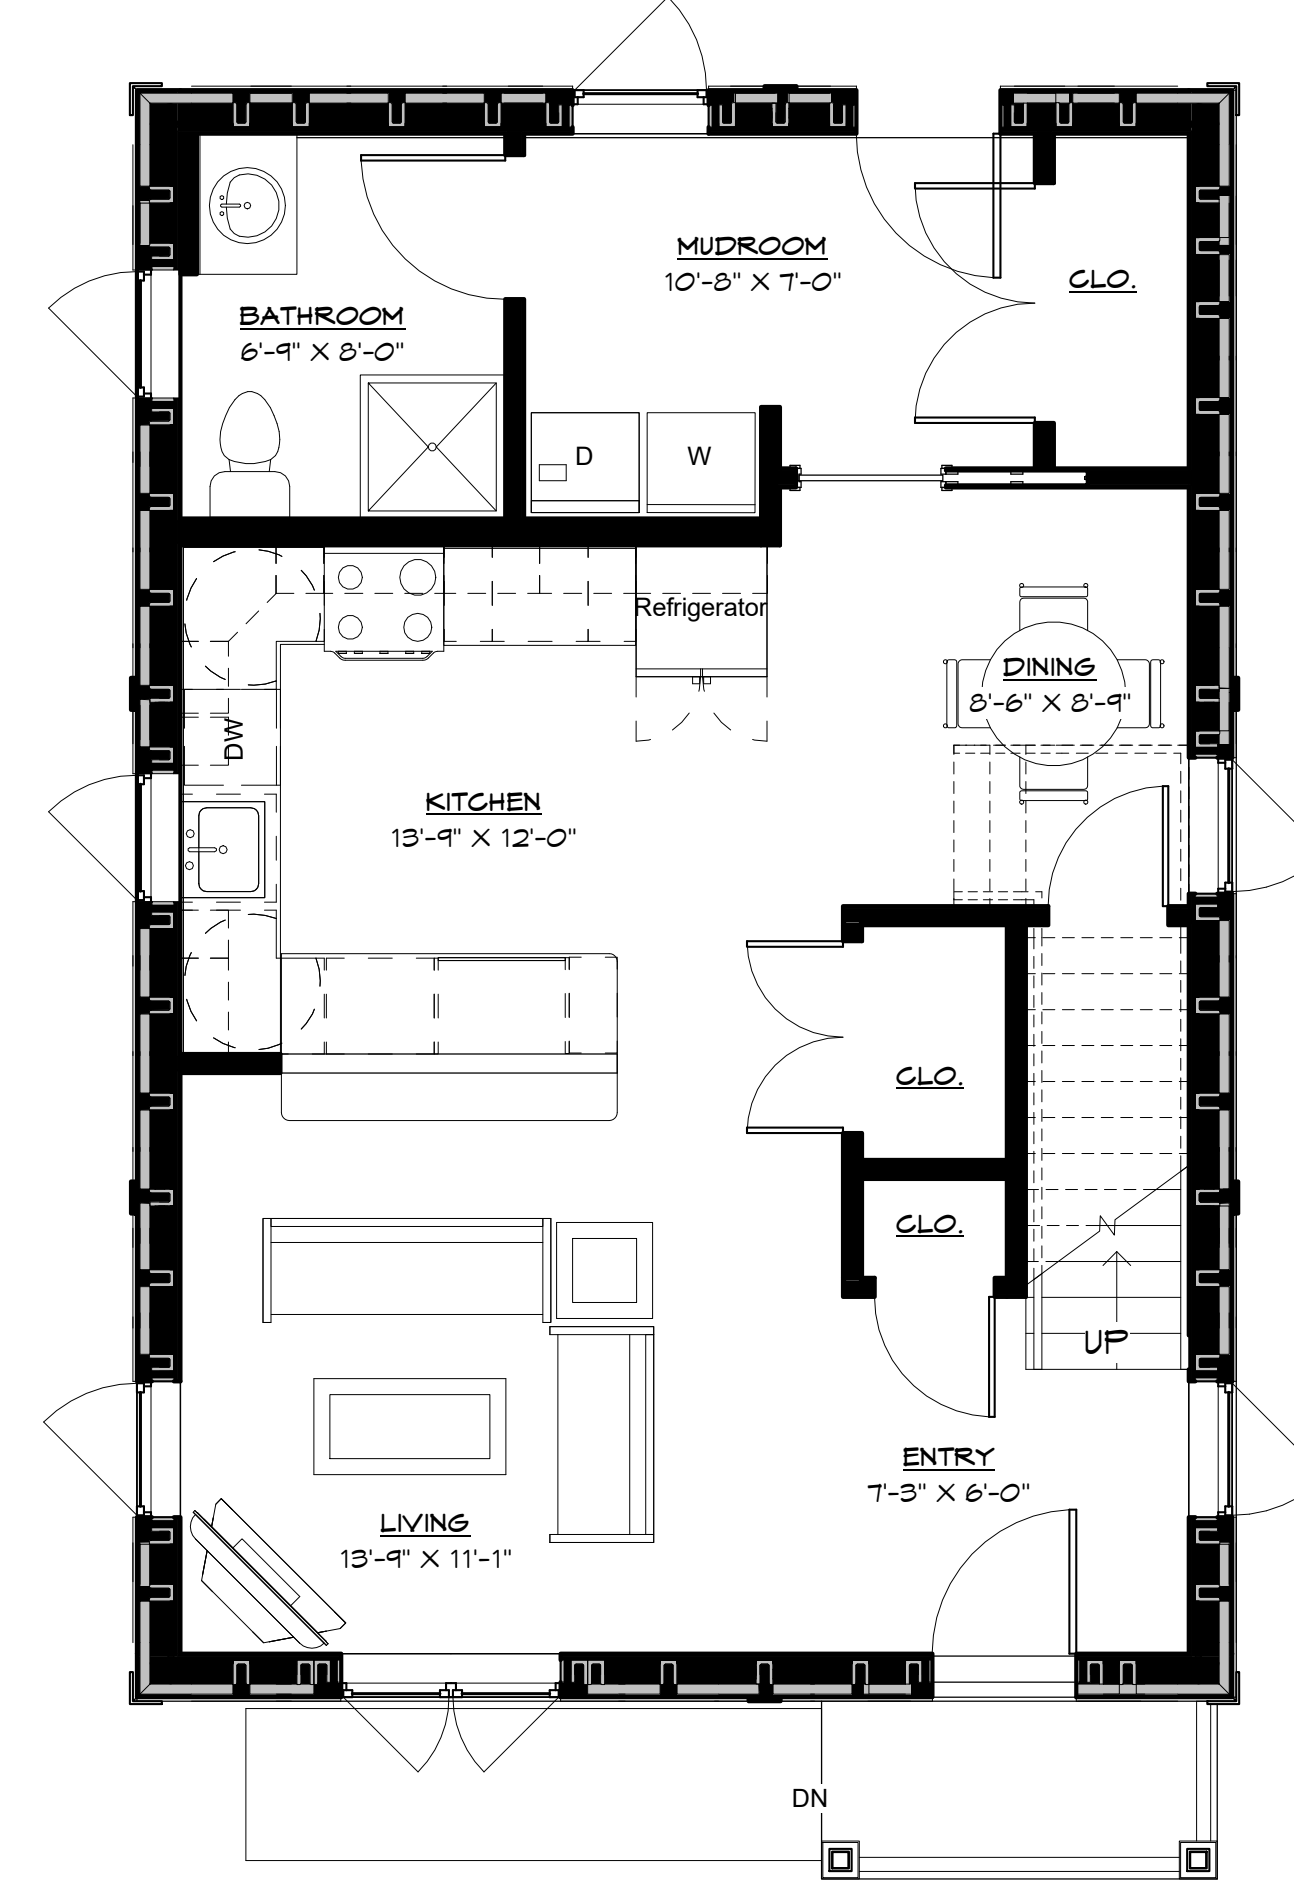 MUDROOM
10'-8" X 7'-0"
CLO.
BATHROOM
6'-9" X 8'-0"
D
W
Refrigerator
DINING
8'-6" X 8'-9"
DW
KITCHEN
13'-9" X 12'-0"
CLO.
CLO.
UP
ENTRY
7'-3" X 6'-0"
LIVING
13'-9" X 11'-1"
DN